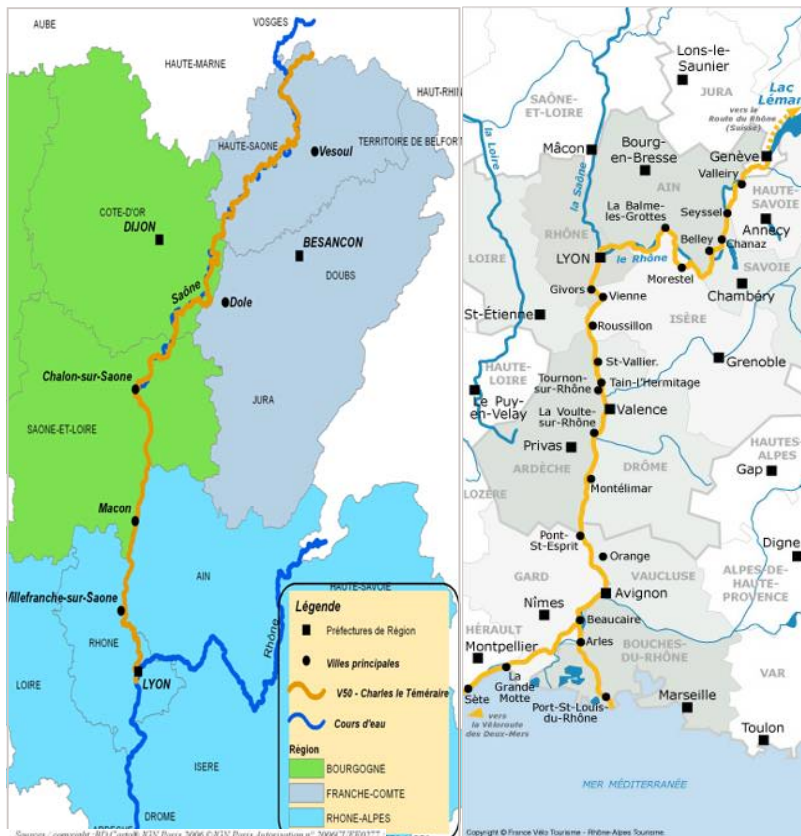 AUBE
VOSGES
HAUTE-MARNE
HAUT-RHIN
HAUTE-SAONE
TERRITOIRE DE BELFORT
Vesoul
COTE-D'OR
DIJON
BESANCON
DOUBS
Saône
Dole
Chalon-sur-Saone
SAONE-ET-LOIRE
JURA
Macon
AIN
HAUTE-SAVOIE
Villefranche-sur-Saone
RHONE
Rhône
LYON
LOIRE
ISERE
DROME
Légende
Préfectures de Région
Villes principales
V50 - Charles le Téméraire
Cours d'eau
Région
BOURGOGNE
FRANCHE-COMTE
RHONE-ALPES
Lons-le-
Saunier
JURA
Lac
Léman
vers le
Route du Rhône
(Suisse)
SAÔNE-
ET-LOIRE
la Loire
Mâcon
la Saône
Bourg-
en-Bresse
Genève
Valleiry
AIN
HAUTE-
SAVOIE
La Balme-
les-Grottes
Seyssel
Annecy
RHÔNE
Belley
Chanaz
LYON
le Rhône
SAVOIE
LOIRE
Morestel
Chambéry
Givors
Vienne
St-Étienne
Roussillon
ISÈRE
HAUTE-
LOIRE
St-Vallier
Grenoble
Tournon-
sur-Rhône
Tain-l'Hermitage
Le Puy-
en-Velay
Valence
La Voulte-
sur-Rhône
Privas
HAUTES-
ALPES
ARDÈCHE
DRÔME
Gap
LOZÈRE
Montélimar
Pont-
St-Esprit
Orange
Digne
GARD
VAUCLUSE
ALPES-DE-
HAUTE-
PROVENCE
Avignon
Nîmes
Beaucaire
HÉRAULT
Arles
Montpellier
BOUCHES-
DU-RHÔNE
VAR
La
Grande
Motte
Sète
Port-St-Louis-
du-Rhône
Marseille
vers
la Véloroute
des Deux-Mers
Toulon
MER MÉDITERRANÉE
Copyright © France Vélo Tourisme - Rhône-Alpes Tourisme.